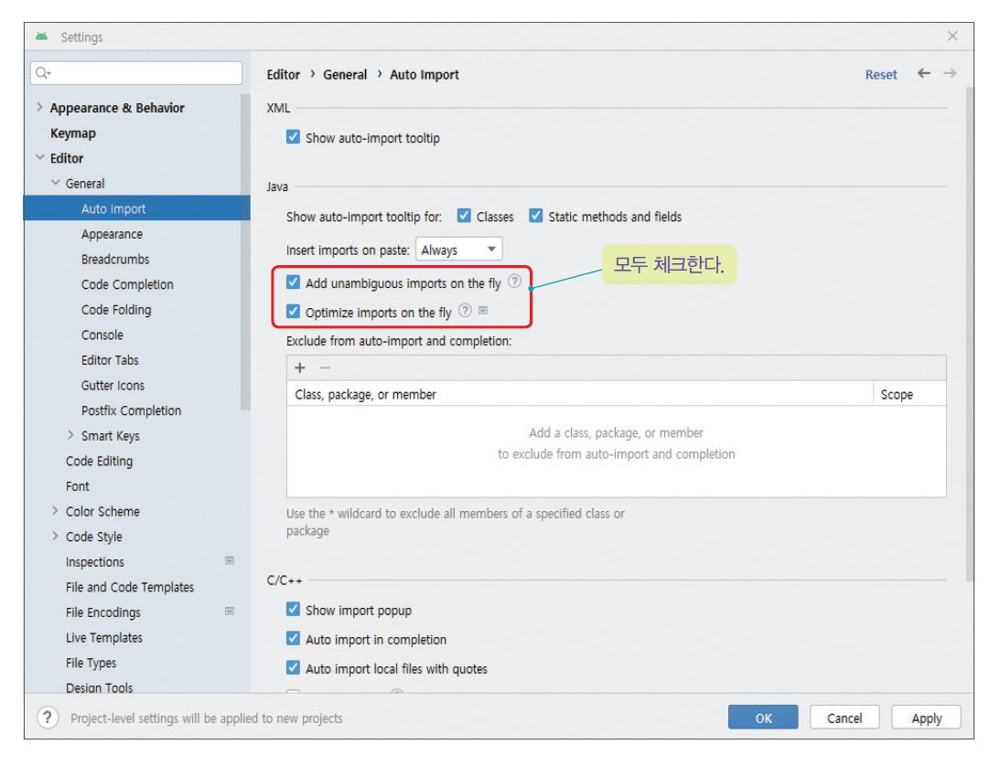 Settings
Editor > General > Auto Import
Reset
Appearance & Behavior
Keymap
Editor
General
Auto Import
Appearance
Breadcrumbs
Code Completion
Code Folding
Console
Editor Tabs
Gutter Icons
Postfix Completion
Smart Keys
Code Editing
Font
Color Scheme
Code Style
Inspections
File and Code Templates
File Encodings
Live Templates
File Types
Design Tools
XML
Show auto-import tooltip
Java
Show auto-import tooltip for: Classes Static methods and fields
Insert imports on paste: Always
모두 체크한다.
Add unambiguous imports on the fly ?
Optimize imports on the fly ?
Exclude from auto-import and completion:
+ −
Class, package, or member Scope
Add a class, package, or member
to exclude from auto-import and completion
Use the * wildcard to exclude all members of a specified class or
package
C/C++
Show import popup
Auto import in completion
Auto import local files with quotes
? Project-level settings will be applied to new projects
OK Cancel Apply